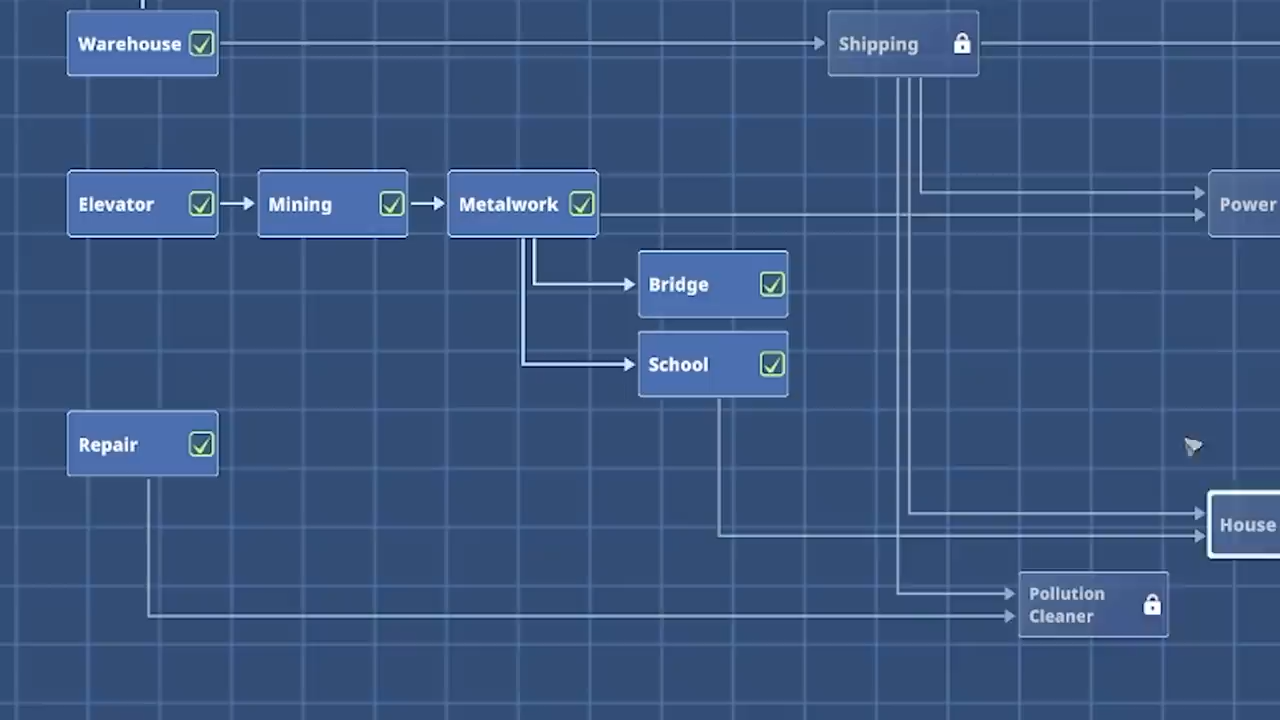 Warehouse
Shipping
Elevator
Mining
Metalwork
Power
Bridge
School
Repair
House
Pollution
Cleaner